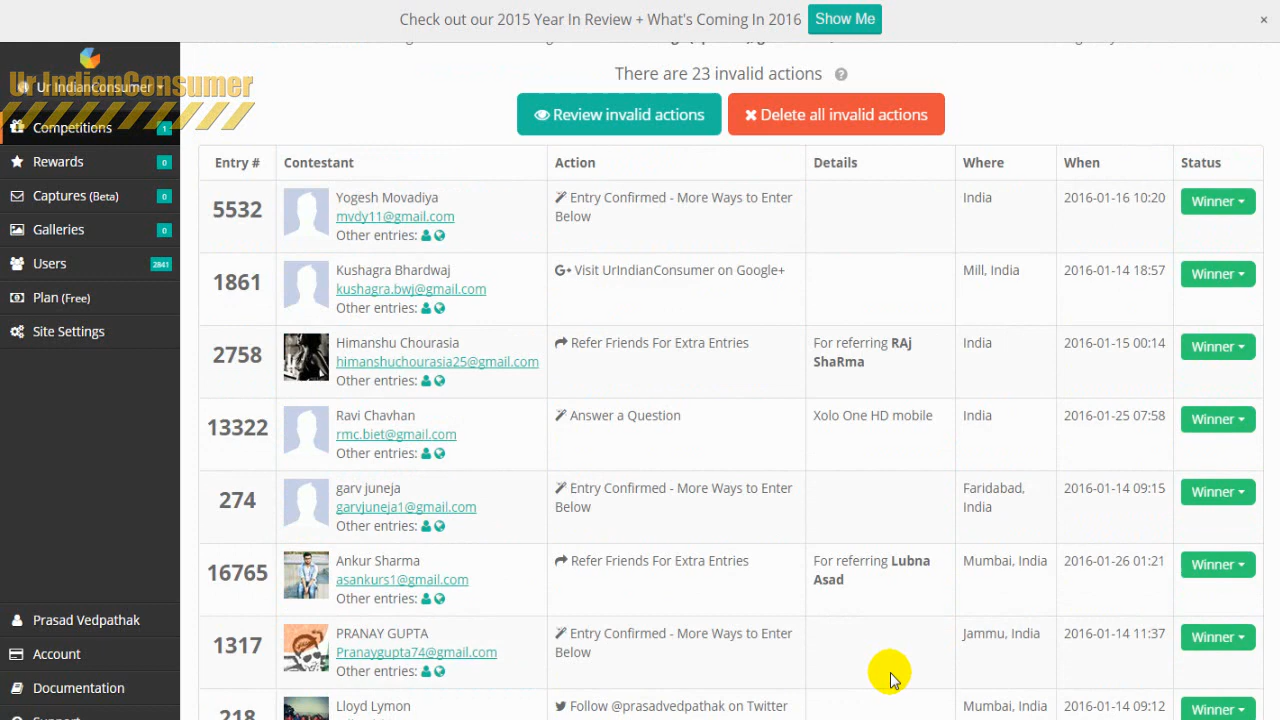 Check out our 2015 Year In Review + What's Coming In 2016 Show Me ×
Ur IndianConsumer
Ur IndianConsumer
Competitions 1
Rewards 0
Captures (Beta) 0
Galleries 0
Users 2841
Plan (Free)
Site Settings
Prasad Vedpathak
Account
Documentation
There are 23 invalid actions ?
Review invalid actions Delete all invalid actions
Entry # Contestant Action Details Where When Status
5532 Yogesh Movadiya Entry Confirmed - More Ways to Enter India 2016-01-16 10:20 Winner
mvdy11@gmail.com Below
Other entries:
1861 Kushagra Bhardwaj Visit UrIndianConsumer on Google+ Mill, India 2016-01-14 18:57 Winner
kushagra.bwj@gmail.com
Other entries:
2758 Himanshu Chourasia Refer Friends For Extra Entries For referring RAj India 2016-01-15 00:14 Winner
himanshuchourasia25@gmail.com ShaRma
Other entries:
13322 Ravi Chavhan Answer a Question Xolo One HD mobile India 2016-01-25 07:58 Winner
rmc.biet@gmail.com
Other entries:
274 garv juneja Entry Confirmed - More Ways to Enter Faridabad, 2016-01-14 09:15 Winner
garvjuneja1@gmail.com Below India
Other entries:
16765 Ankur Sharma Refer Friends For Extra Entries For referring Lubna Mumbai, India 2016-01-26 01:21 Winner
asankurs1@gmail.com Asad
Other entries:
1317 PRANAY GUPTA Entry Confirmed - More Ways to Enter Jammu, India 2016-01-14 11:37 Winner
Pranaygupta74@gmail.com Below
Other entries:
218 Lloyd Lymon Follow @prasadvedpathak on Twitter Mumbai, India 2016-01-14 09:12 Winner